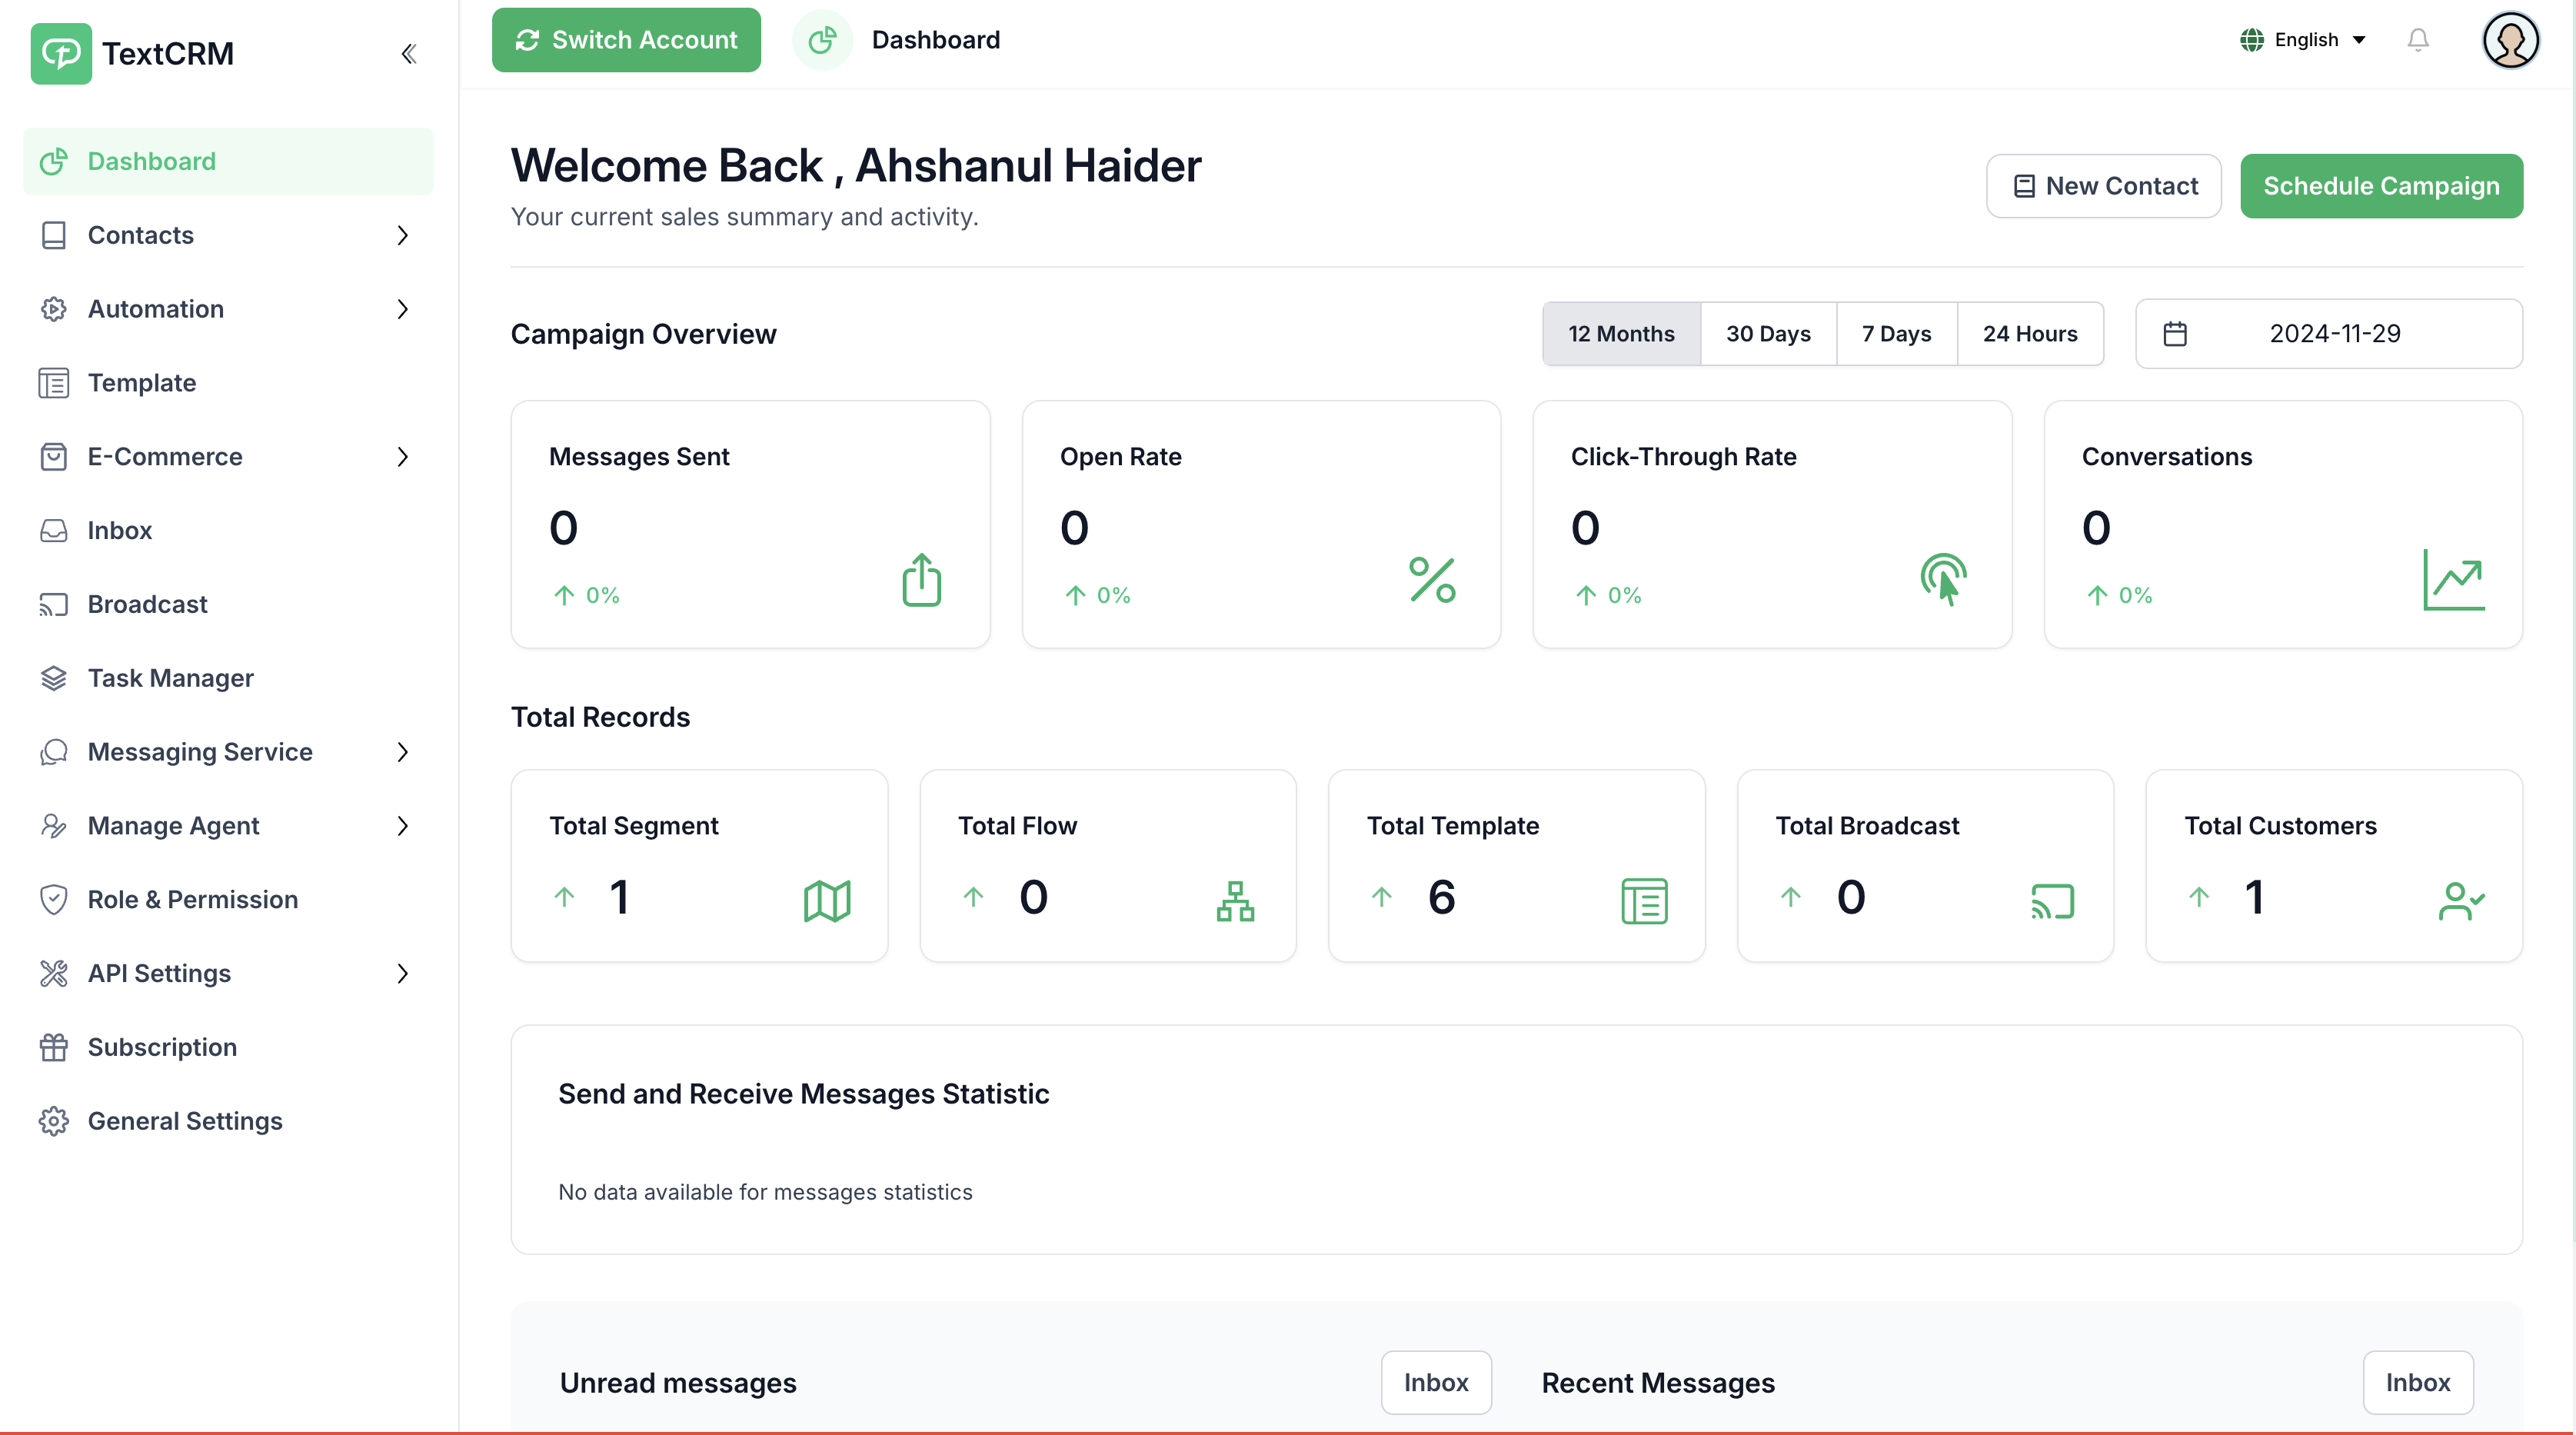 TextCRM
Dashboard
Contacts
Automation
Template
E-Commerce
Inbox
Broadcast
Task Manager
Messaging Service
Manage Agent
Role & Permission
API Settings
Subscription
General Settings
Switch Account
Dashboard
English
Welcome Back , Ahshanul Haider
Your current sales summary and activity.
New Contact
Schedule Campaign
Campaign Overview
12 Months
30 Days
7 Days
24 Hours
2024-11-29
Messages Sent
0
0%
Open Rate
0
0%
Click-Through Rate
0
0%
Conversations
0
0%
Total Records
Total Segment
1
Total Flow
0
Total Template
6
Total Broadcast
0
Total Customers
1
Send and Receive Messages Statistic
No data available for messages statistics
Unread messages
Inbox
Recent Messages
Inbox